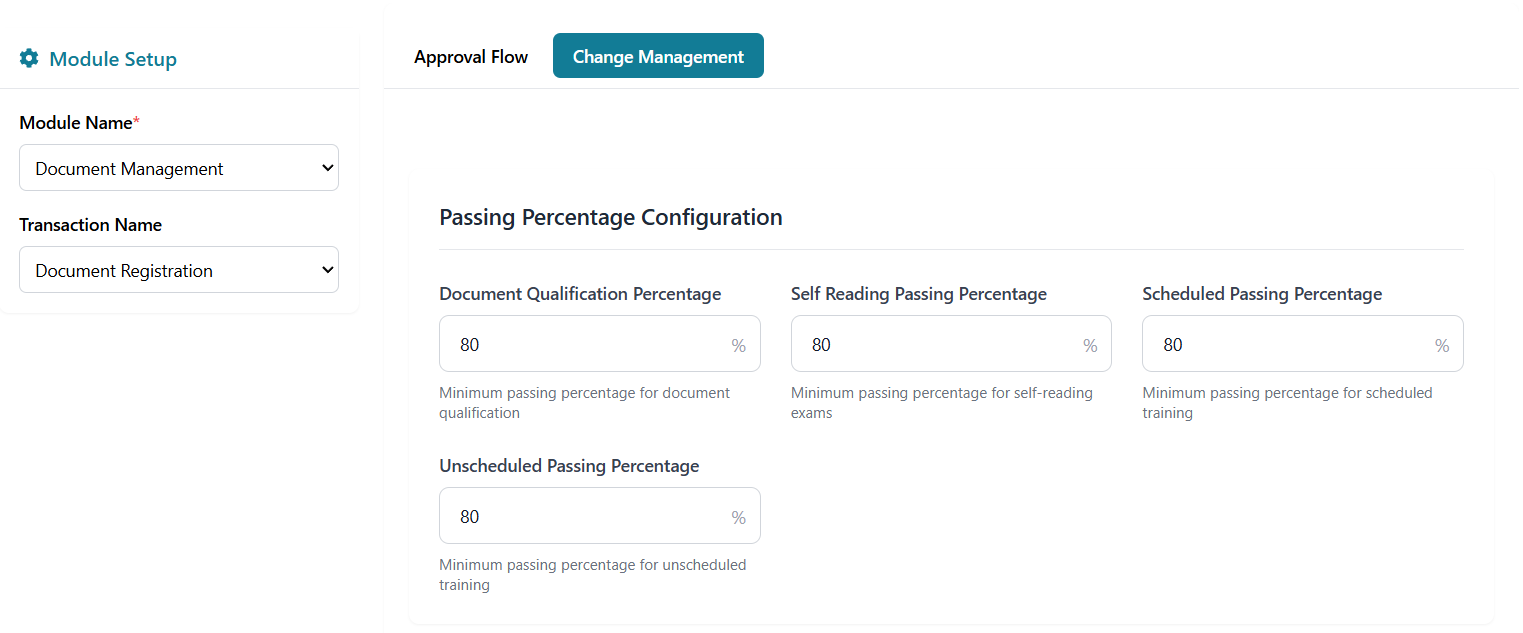 Module Setup
Approval Flow
Change Management
Module Name*
Document Management
Transaction Name
Document Registration
Passing Percentage Configuration
Document Qualification Percentage
80 %
Minimum passing percentage for document
qualification
Self Reading Passing Percentage
80 %
Minimum passing percentage for self-reading
exams
Scheduled Passing Percentage
80 %
Minimum passing percentage for scheduled
training
Unscheduled Passing Percentage
80 %
Minimum passing percentage for unscheduled
training